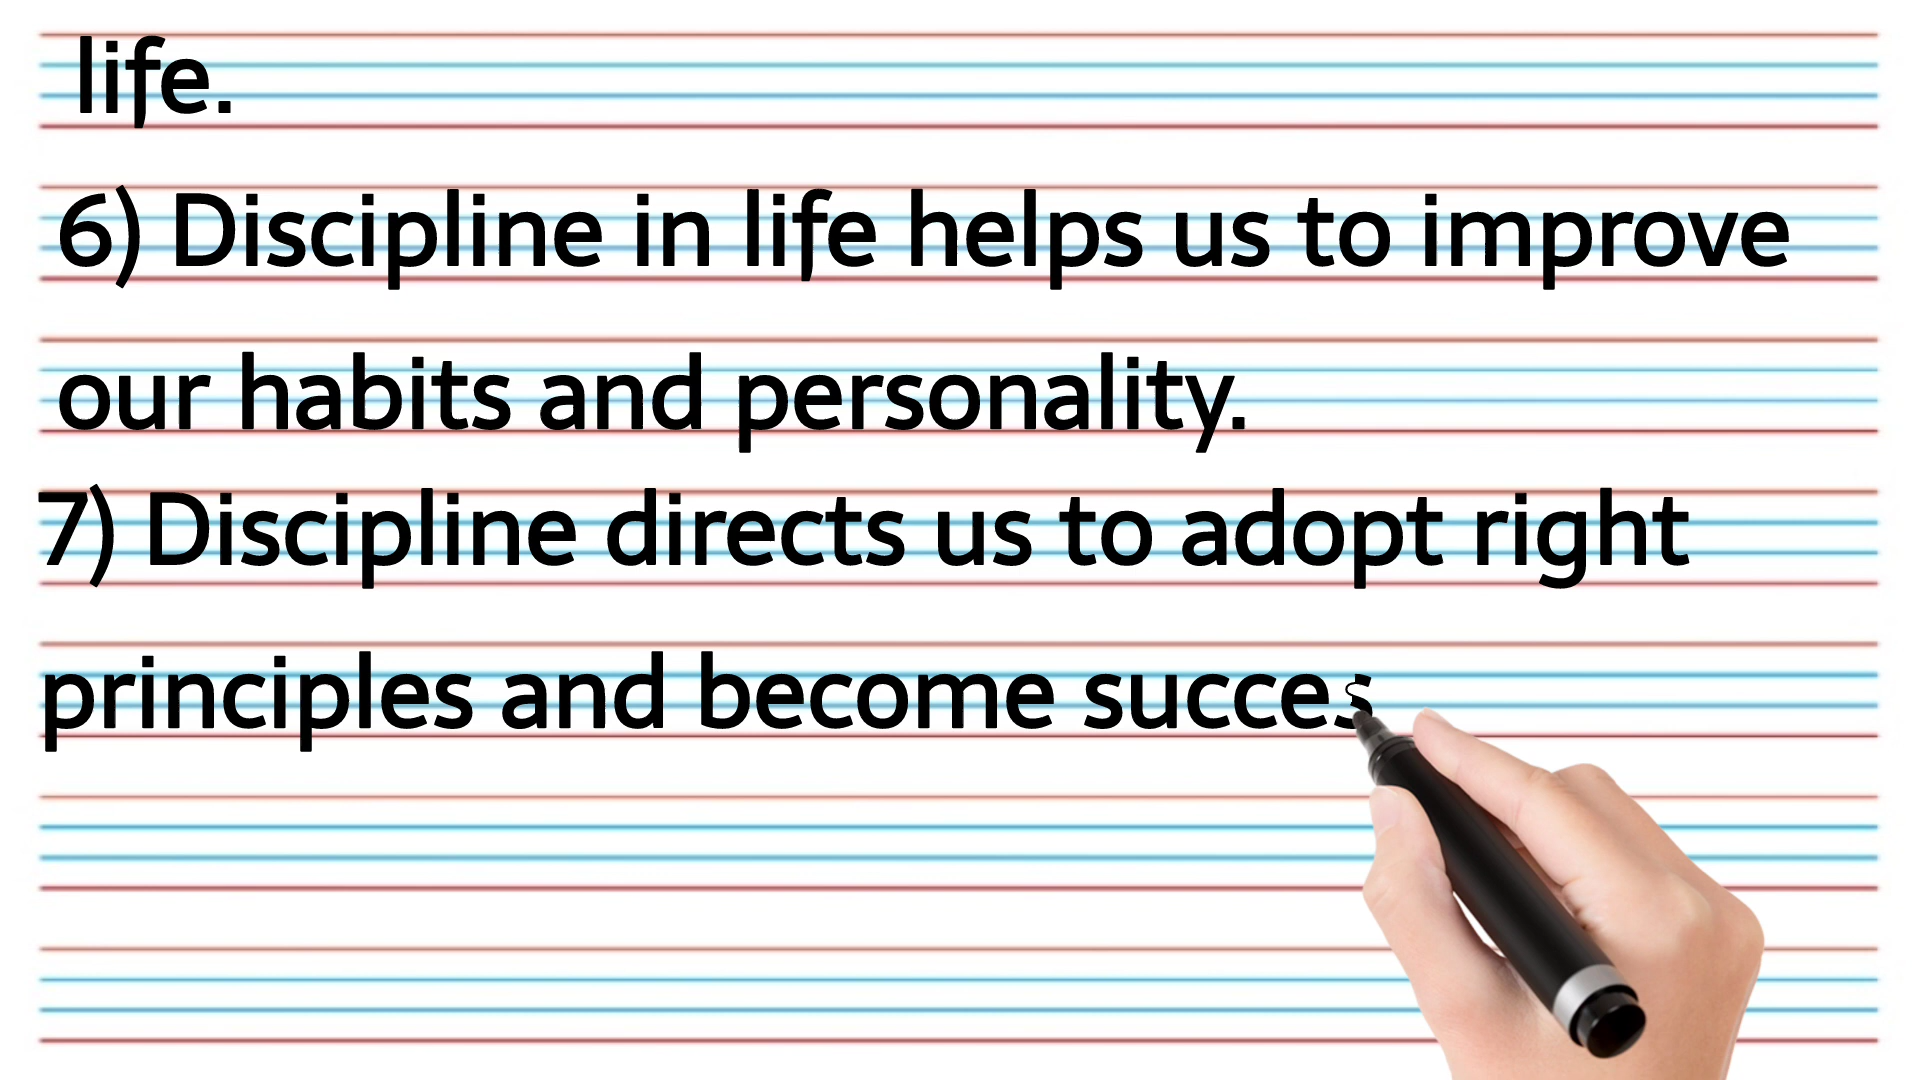 life.
6) Discipline in life helps us to improve
our habits and personality.
7) Discipline directs us to adopt right
principles and become succes